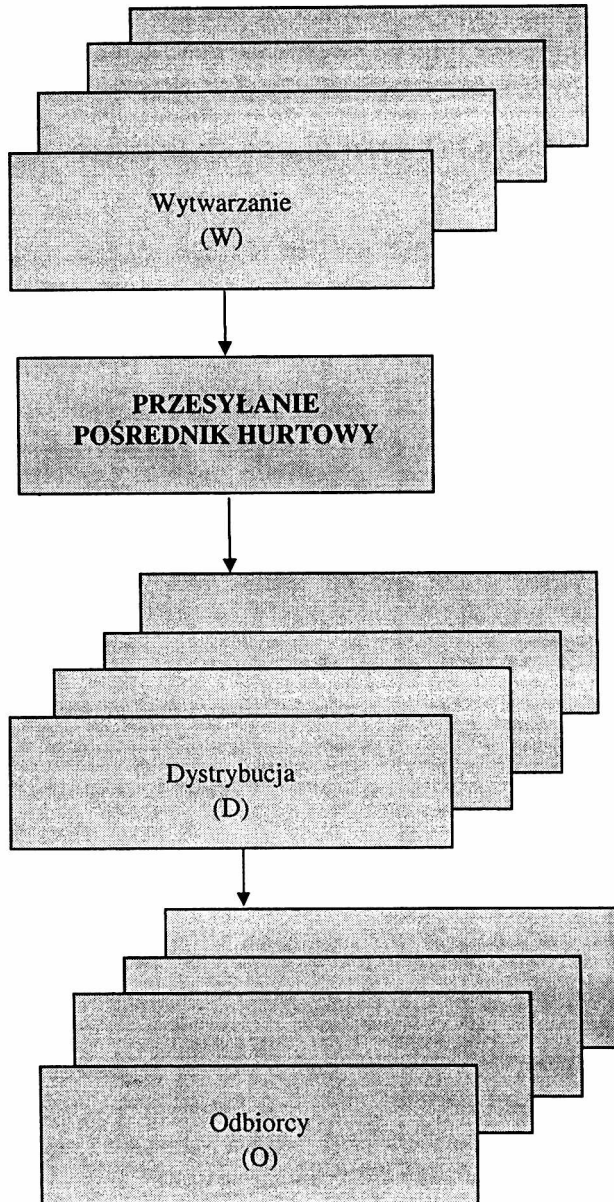 Wytwarzanie
(W)
PRZESYŁANIE
POŚREDNIK HURTOWY
Dystrybucja
(D)
Odbiorcy
(O)